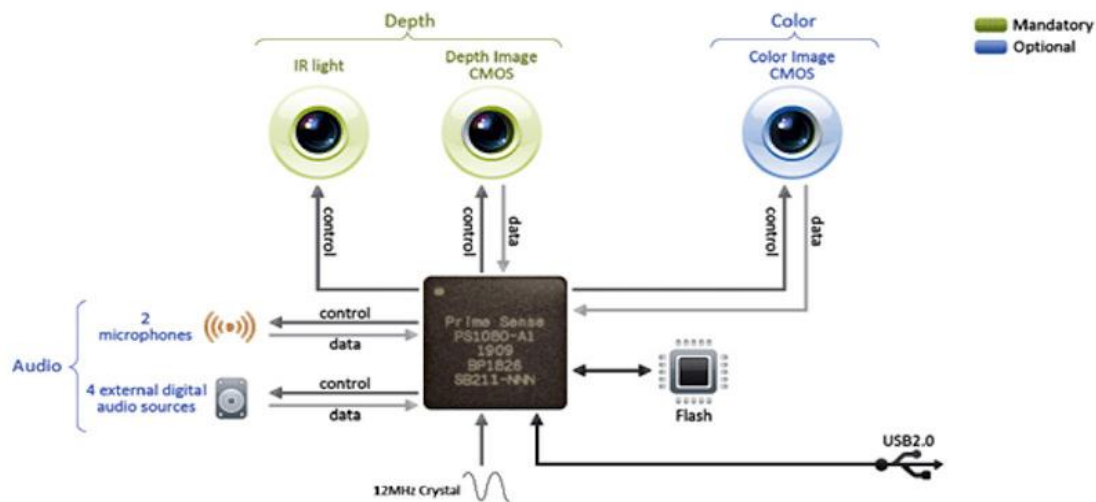 Depth
Color
Mandatory
Optional
IR light
Depth Image
CMOS
Color Image
CMOS
control
control
data
control
data
2
microphones
control
data
Audio
4 external digital
audio sources
control
data
Prime Sense
PS1080-A1
1909
BP1826
SB211-NNN
Flash
USB2.0
12MHz Crystal